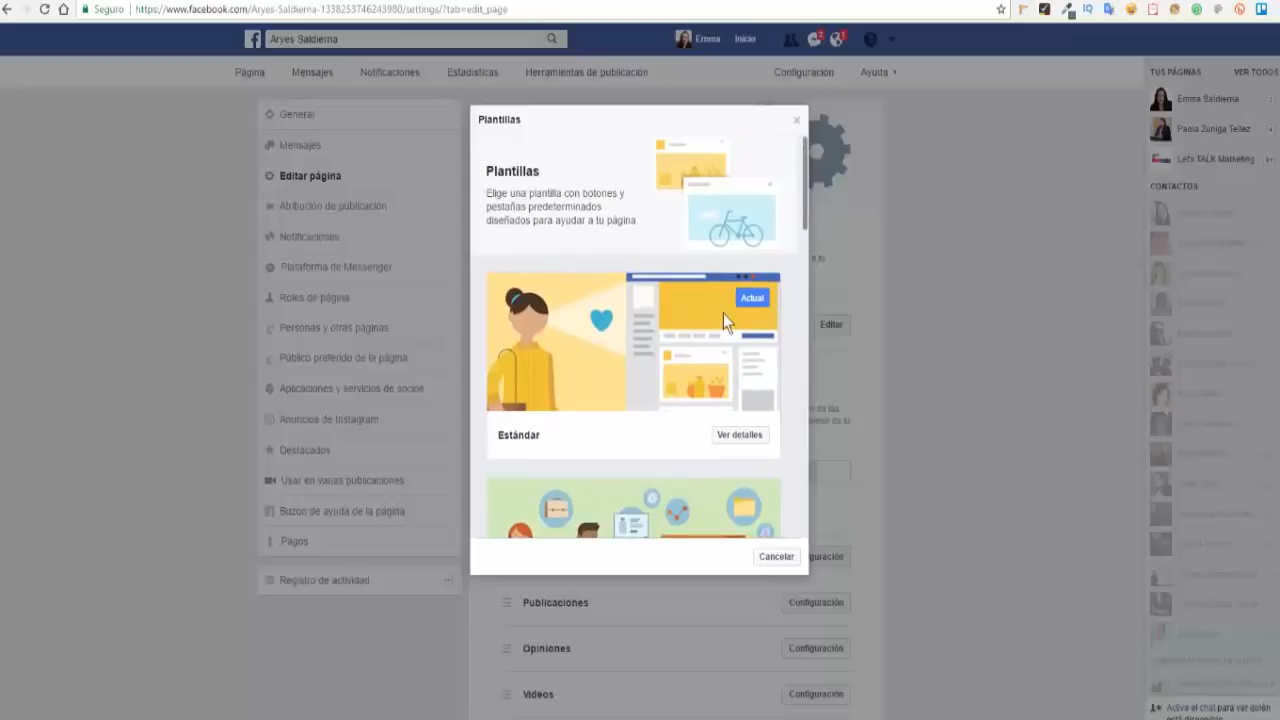 Seguro
https://www.facebook.com/Aryes-Saldierna-1338253746243980/settings/?tab=edit_page
Aryes Saldierna
Emma
Inicio
2
1
Página
Mensajes
Notificaciones
Estadísticas
Herramientas de publicación
Configuración
Ayuda
TUS PÁGINAS
VER TODOS
Emma Saldierna
2
Paola Zuniga Tellez
4
Let's TALK Marketing
9+
CONTACTOS
General
Mensajes
Editar página
Atribución de publicación
Notificaciones
Plataforma de Messenger
Roles de página
Personas y otras páginas
Público preferido de la página
Aplicaciones y servicios de socios
Anuncios de Instagram
Destacados
Usar en varias publicaciones
Buzón de ayuda de la página
Pagos
Registro de actividad
Plantillas
Plantillas
Elige una plantilla con botones y
pestañas predeterminados
diseñados para ayudar a tu página.
Actual
Estándar
Ver detalles
Cancelar
Editar
Publicaciones
Configuración
Opiniones
Configuración
Videos
Configuración
Activa el chat para ver quién
está disponible.